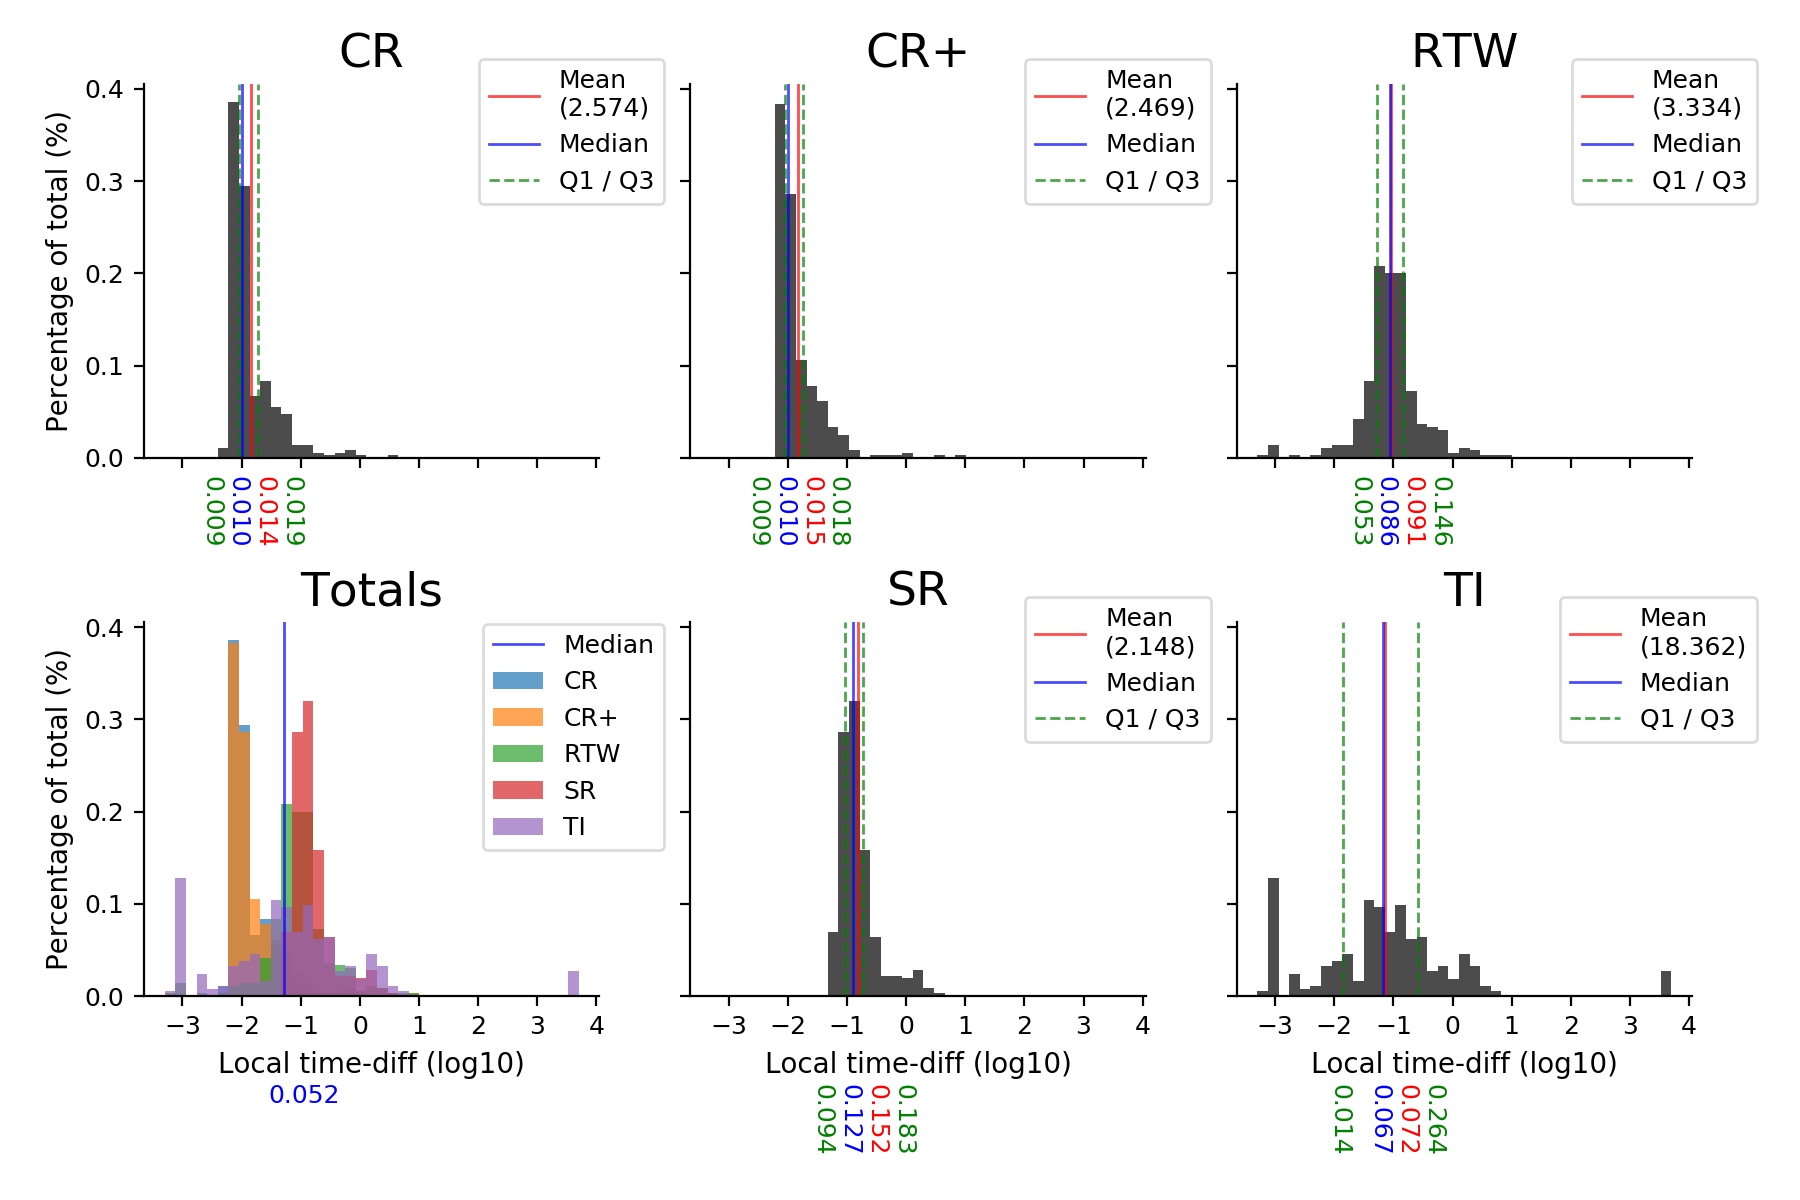 CR
Percentage of total (%)
0.4
0.3
0.2
0.1
0.0
Mean
(2.574)
Median
Q1 / Q3
0.009
0.010
0.014
0.019
CR+
Mean
(2.469)
Median
Q1 / Q3
0.009
0.010
0.015
0.018
RTW
Mean
(3.334)
Median
Q1 / Q3
0.053
0.086
0.091
0.146
Totals
Percentage of total (%)
0.4
0.3
0.2
0.1
0.0
Median
CR
CR+
RTW
SR
TI
−3 −2 −1 0 1 2 3 4
Local time-diff (log10)
0.052
SR
Mean
(2.148)
Median
Q1 / Q3
−3 −2 −1 0 1 2 3 4
Local time-diff (log10)
0.094
0.127
0.152
0.183
TI
Mean
(18.362)
Median
Q1 / Q3
−3 −2 −1 0 1 2 3 4
Local time-diff (log10)
0.014
0.067
0.072
0.264